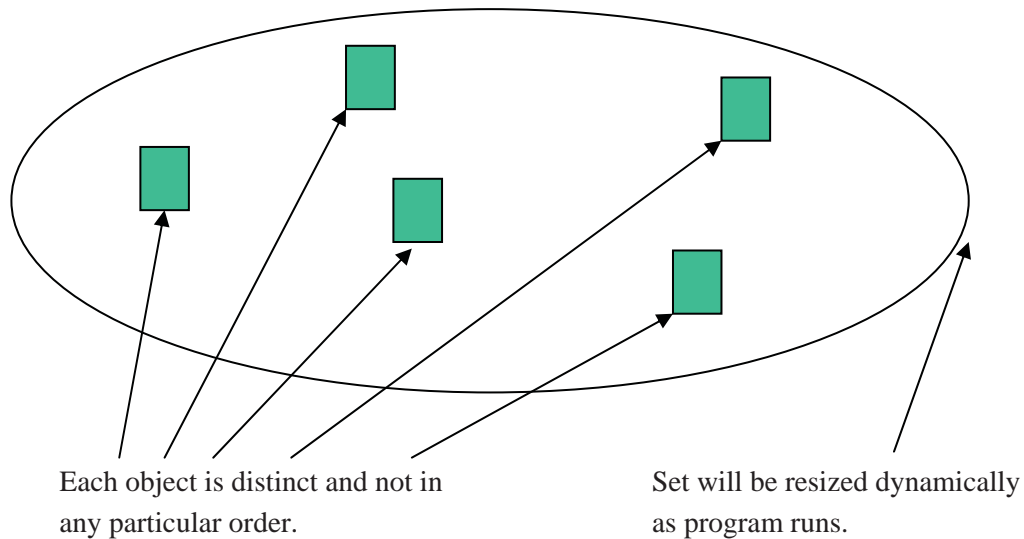 Each object is distinct and not in
any particular order.
Set will be resized dynamically
as program runs.